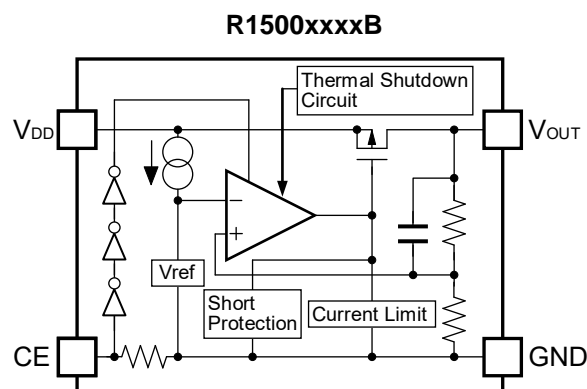 R1500xxxxB
Thermal Shutdown
Circuit
VDD
VOUT
−
+
Vref
Short
Protection
Current Limit
CE
GND